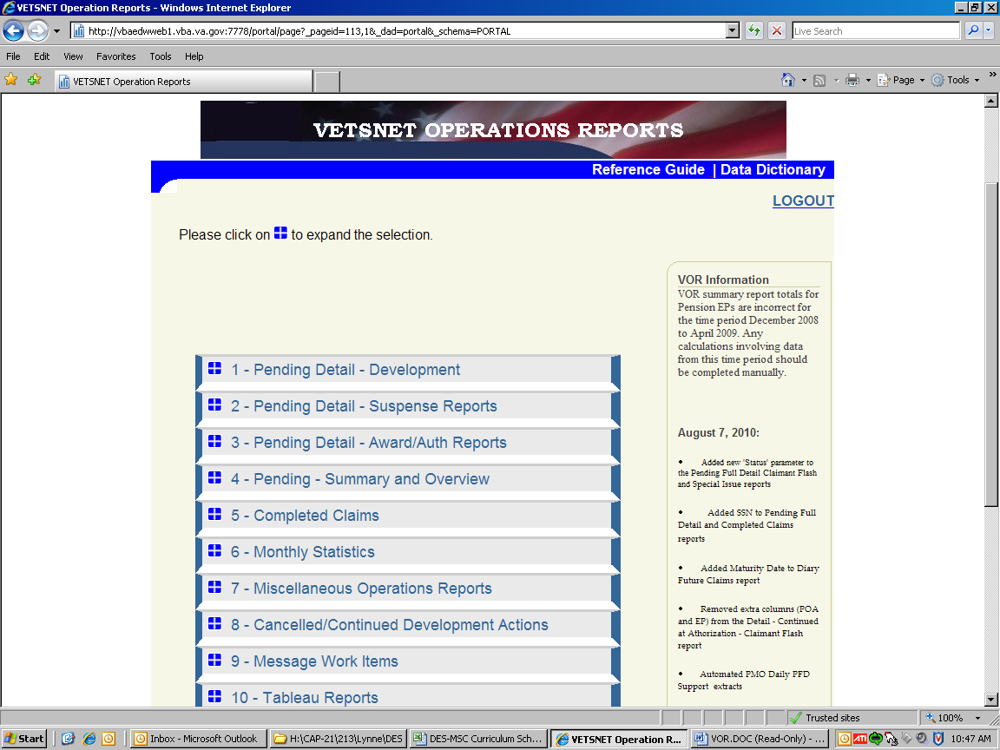 VETSNET Operation Reports - Windows Internet Explorer
http://vbaedwweb1.vba.va.gov:7778/portal/page?_pageid=113,1&_dad=portal&_schema=PORTAL
Live Search
File Edit View Favorites Tools Help
VETSNET Operation Reports
Page Tools
VETSNET OPERATIONS REPORTS
Reference Guide | Data Dictionary
LOGOUT
Please click on to expand the selection.
1 - Pending Detail - Development
2 - Pending Detail - Suspense Reports
3 - Pending Detail - Award/Auth Reports
4 - Pending - Summary and Overview
5 - Completed Claims
6 - Monthly Statistics
7 - Miscellaneous Operations Reports
8 - Cancelled/Continued Development Actions
9 - Message Work Items
10 - Tableau Reports
VOR Information
VOR summary report totals for
Pension EPs are incorrect for
the time period December 2008
to April 2009. Any
calculations involving data
from this time period should
be completed manually.
August 7, 2010:
• Added new 'Status' parameter to
the Pending Full Detail Claimant Flash
and Special Issue reports
• Added SSN to Pending Full
Detail and Completed Claims
reports
• Added Maturity Date to Diary
Future Claims report
• Removed extra columns (POA
and EP) from the Detail - Continued
at Athorization - Claimant Flash
report
• Automated PMO Daily PFD
Support extracts
Trusted sites
100%
Start
Inbox - Microsoft Outlook
H:\CAP-21\213\Lynne\DES
DES-MSC Curriculum Sch...
VETSNET Operation R...
VOR.DOC (Read-Only) - ...
ATI
10:47 AM